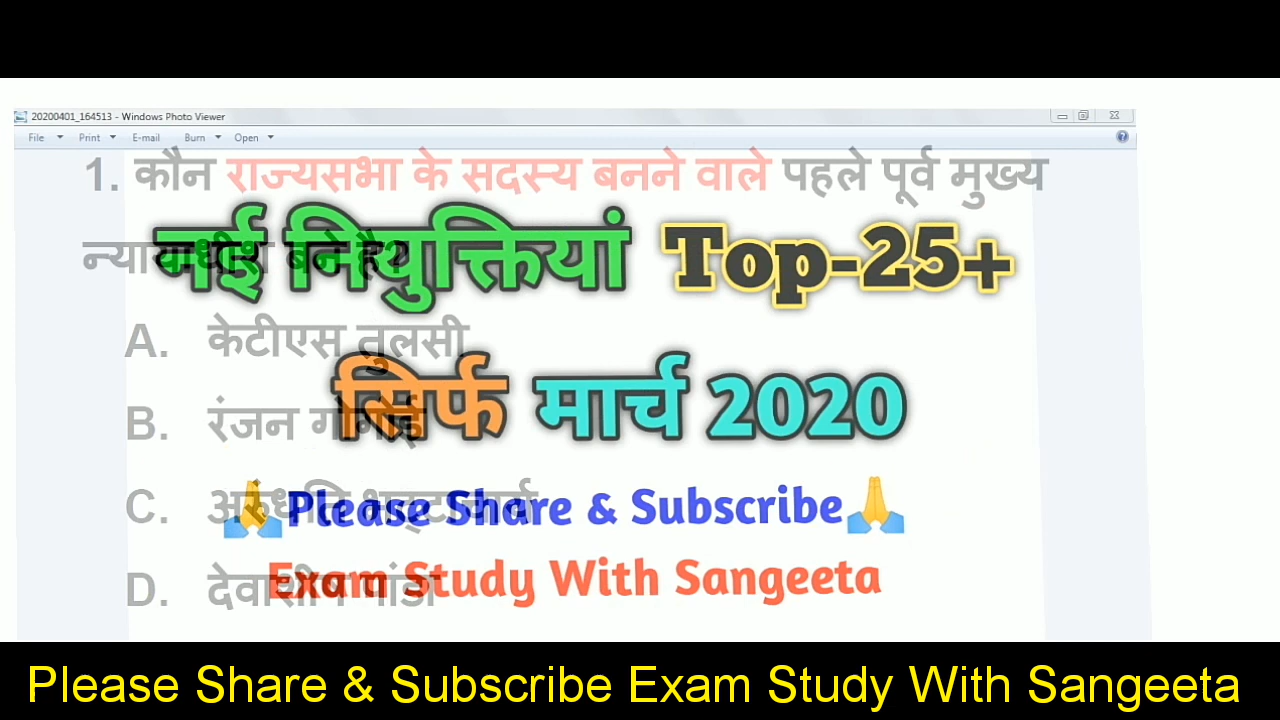 20200401_164513 - Windows Photo Viewer
File Print E-mail Burn Open
1. कौन राज्यसभा के सदस्य बनने वाले पहले पूर्व मुख्य
न्यायाधीश बने है?
नई नियुक्तियां Top-25+
A. केटीएस तुलसी
सिर्फ मार्च 2020
B. रंजन गोगोई
C.
🙏Please Share & Subscribe🙏
D.
Exam Study With Sangeeta
Please Share & Subscribe Exam Study With Sangeeta